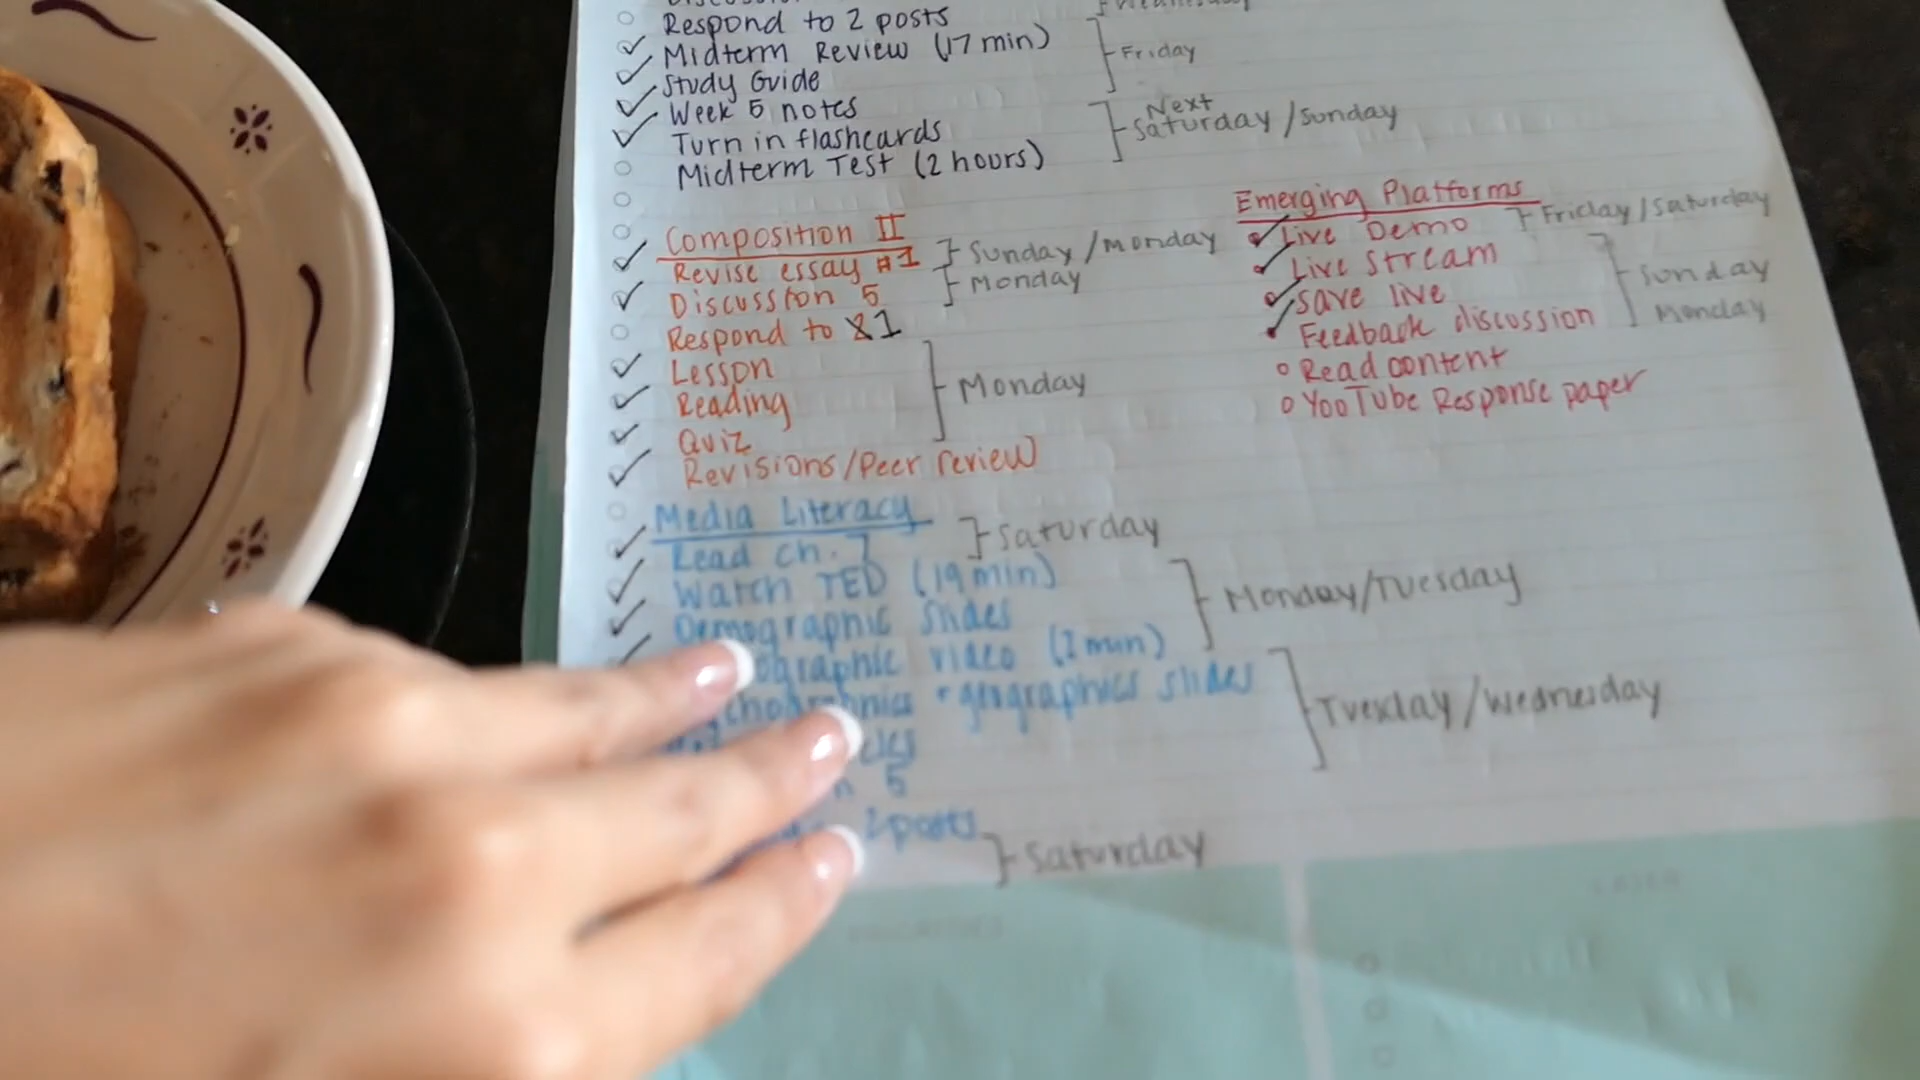 Respond to 2 posts
Midterm Review (17 min)
Friday
Study Guide
Week 5 notes
Next
Saturday/Sunday
Turn in flashcards
Midterm Test (2 hours)
Composition II
Revise essay #1
Sunday/Monday
Discussion 5
Monday
Respond to 1
Lesson
Reading
Monday
Quiz
Revisions/Peer review
Emerging Platforms
Live Demo
Friday/Saturday
Live Stream
Save live
Sunday
Feedback discussion
Monday
Read content
YouTube Response paper
Media Literacy
Read ch. 7
Saturday
Watch TED (19 min)
Demographic Slides
Monday/Tuesday
video (2 min)
geographics slides
Tuesday/Wednesday
5
2 posts
Saturday